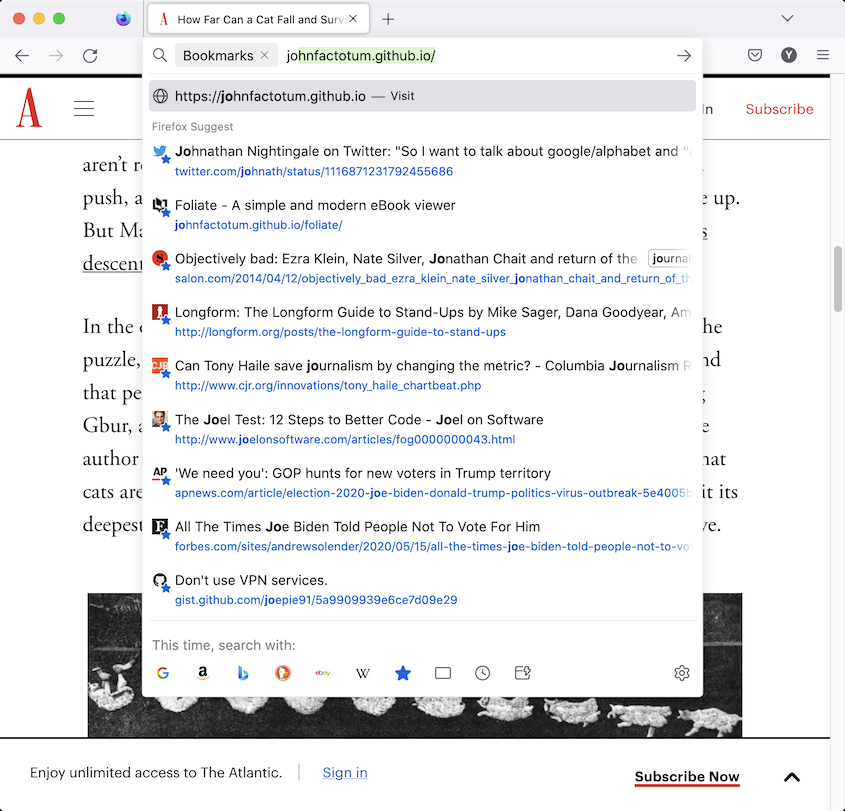 How Far Can a Cat Fall and Survi
Bookmarks
johnfactotum.github.io/
Y
https://johnfactotum.github.io — Visit
Firefox Suggest
Johnathan Nightingale on Twitter: "So I want to talk about google/alphabet and “
twitter.com/johnath/status/1116871231792455686
Foliate - A simple and modern eBook viewer
johnfactotum.github.io/foliate/
Objectively bad: Ezra Klein, Nate Silver, Jonathan Chait and return of the
journal
salon.com/2014/04/12/objectively_bad_ezra_klein_nate_silver_jonathan_chait_and_return_of_th
Longform: The Longform Guide to Stand-Ups by Mike Sager, Dana Goodyear, Am
http://longform.org/posts/the-longform-guide-to-stand-ups
CJR
Can Tony Haile save journalism by changing the metric? - Columbia Journalism R
http://www.cjr.org/innovations/tony_haile_chartbeat.php
The Joel Test: 12 Steps to Better Code - Joel on Software
http://www.joelonsoftware.com/articles/fog0000000043.html
AP
'We need you': GOP hunts for new voters in Trump territory
apnews.com/article/election-2020-joe-biden-donald-trump-politics-virus-outbreak-5e4005b
F
All The Times Joe Biden Told People Not To Vote For Him
forbes.com/sites/andrewsolender/2020/05/15/all-the-times-joe-biden-told-people-not-to-vot
Don't use VPN services.
gist.github.com/joepie91/5a9909939e6ce7d09e29
This time, search with:
G a b ebay W
A
In
Subscribe
aren’t r
push, a
e up.
But Ma
s
descent
In the
he
puzzle,
nd
that pe
g
Gbur, a
e
author
hat
cats are
it its
deepest
ve.
Enjoy unlimited access to The Atlantic.
Sign in
Subscribe Now